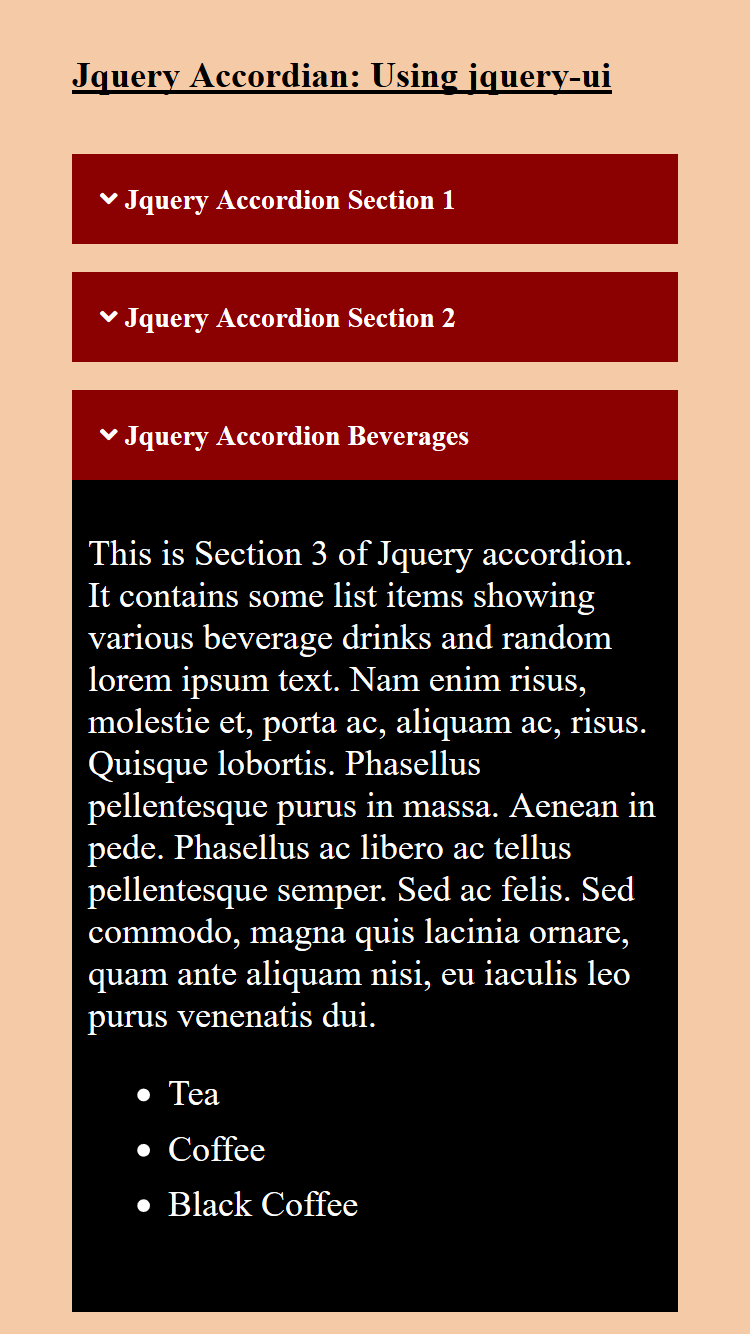 Jquery Accordian: Using jquery-ui
Jquery Accordion Section 1
Jquery Accordion Section 2
Jquery Accordion Beverages
This is Section 3 of Jquery accordion.
It contains some list items showing
various beverage drinks and random
lorem ipsum text. Nam enim risus,
molestie et, porta ac, aliquam ac, risus.
Quisque lobortis. Phasellus
pellentesque purus in massa. Aenean in
pede. Phasellus ac libero ac tellus
pellentesque semper. Sed ac felis. Sed
commodo, magna quis lacinia ornare,
quam ante aliquam nisi, eu iaculis leo
purus venenatis dui.
• Tea
• Coffee
• Black Coffee